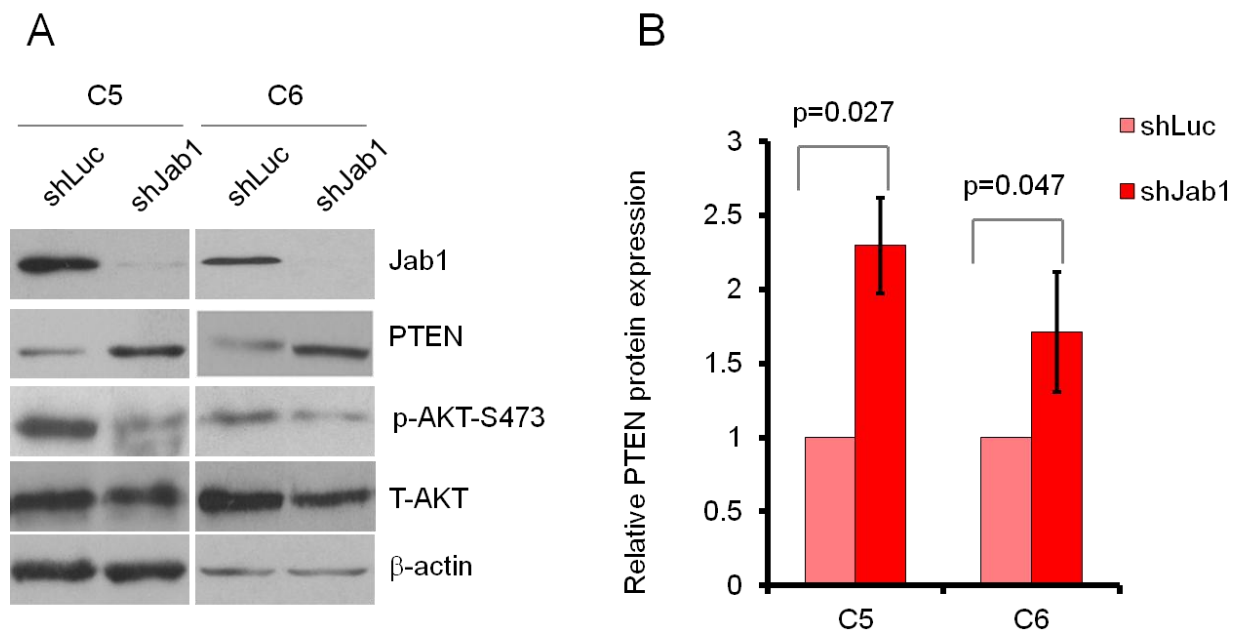 A
C5 C6
shLuc shJab1 shLuc shJab1
Jab1
PTEN
p-AKT-S473
T-AKT
β-actin
B
Relative PTEN protein expression
3
2.5
2
1.5
1
0.5
0
p=0.027
p=0.047
C5 C6
shLuc
shJab1